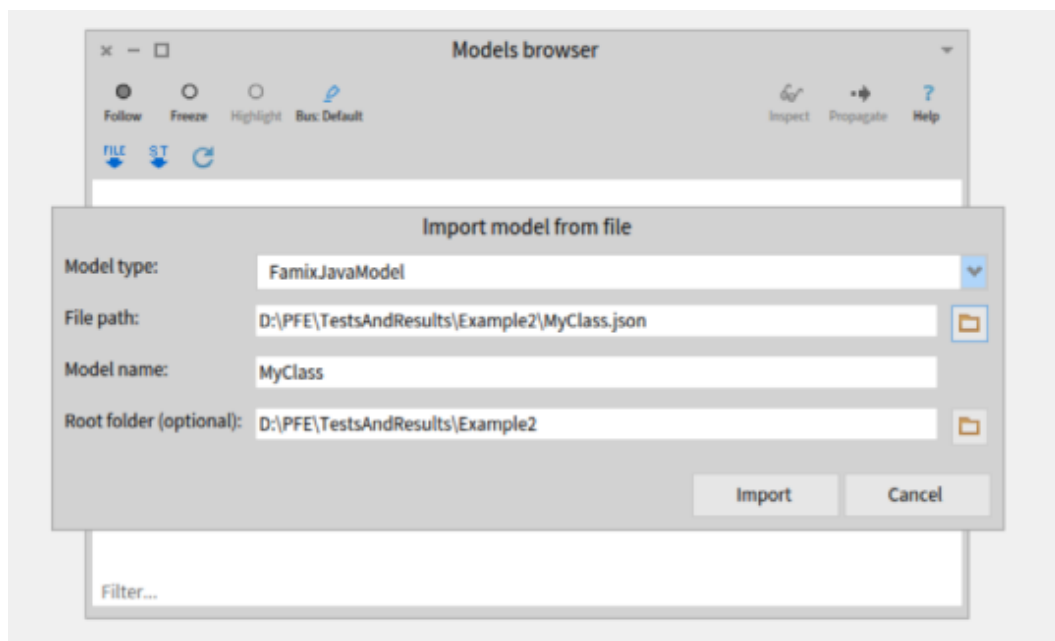 Models browser
Follow Freeze Highlight Bus: Default Inspect Propagate Help
FILE ST
Import model from file
Model type: FamixJavaModel
File path: D:\PFE\TestsAndResults\Example2\MyClass.json
Model name: MyClass
Root folder (optional): D:\PFE\TestsAndResults\Example2
Import Cancel
Filter...